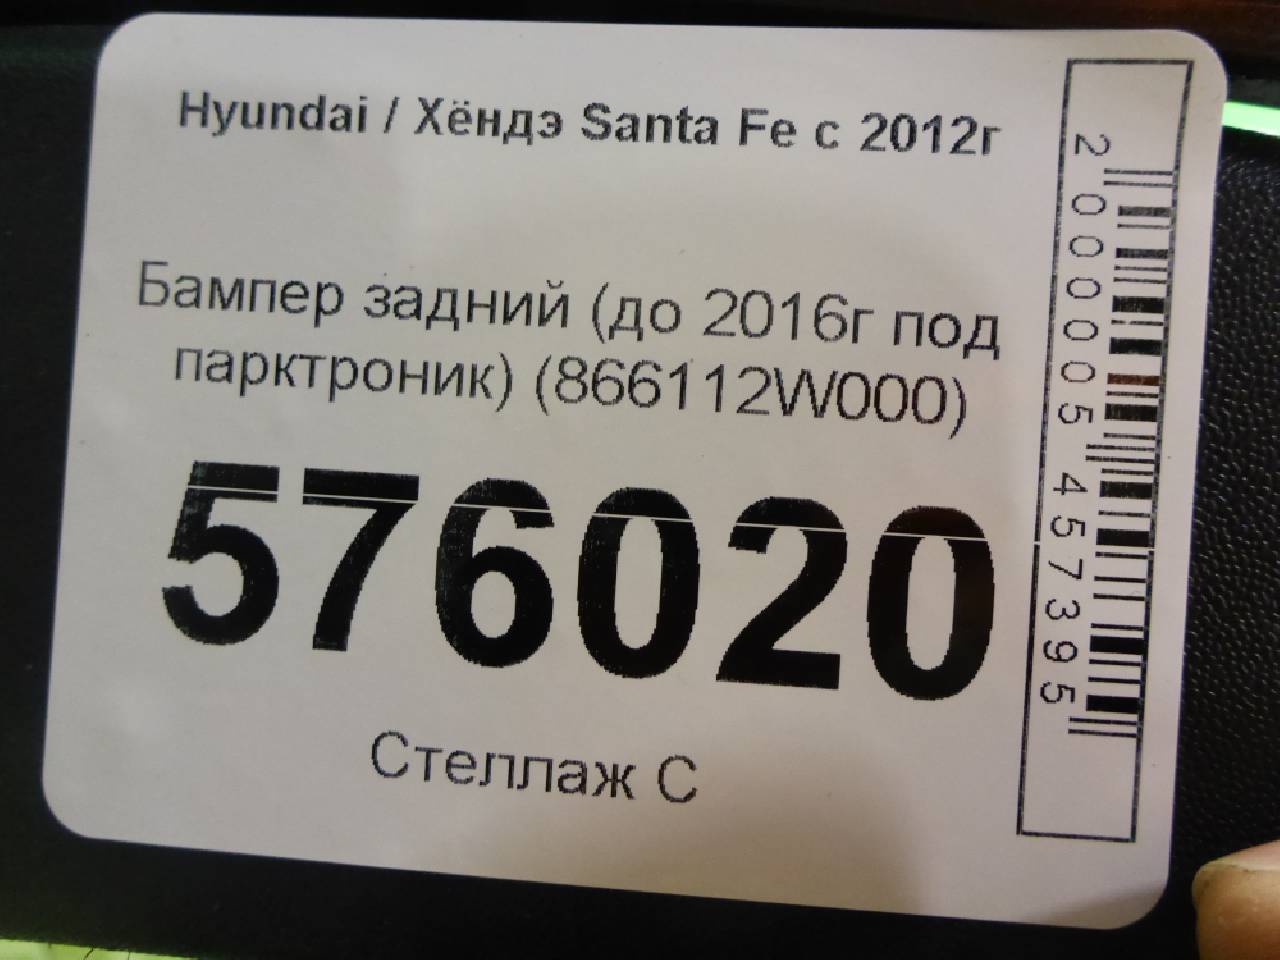 Hyundai / Хёндэ Santa Fe с 2012г
Бампер задний (до 2016г под
парктроник) (866112W000)
576020
Стеллаж С
2000005457395